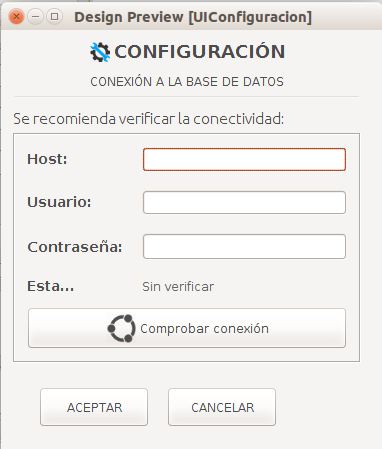 Design Preview [UIConfiguracion]
CONFIGURACIÓN
CONEXIÓN A LA BASE DE DATOS
Se recomienda verificar la conectividad:
Host:
Usuario:
Contraseña:
Esta... Sin verificar
Comprobar conexión
ACEPTAR CANCELAR